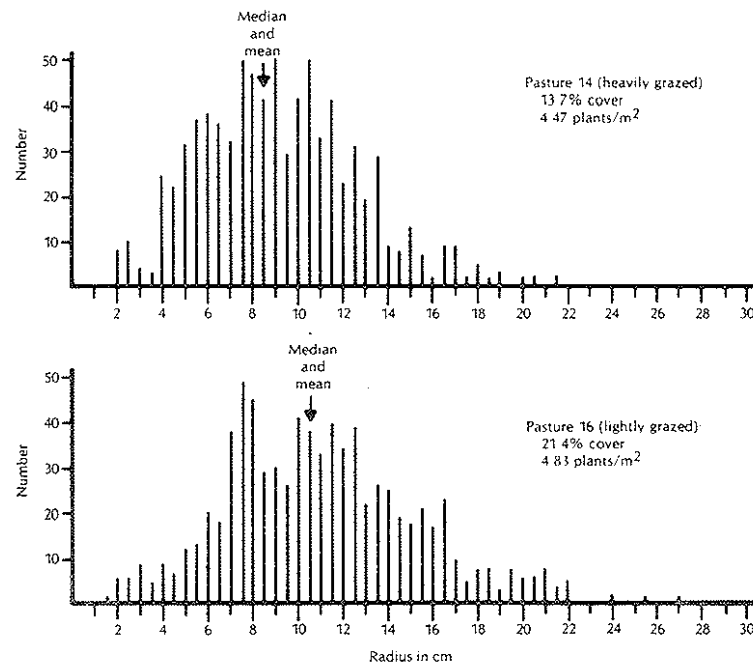 Median
and
mean
50
40
30
20
10
Number
Pasture 14 (heavily grazed)
13 7% cover
4 47 plants/m²
2 4 6 8 10 12 14 16 18 20 22 24 26 28 30
Median
and
mean
50
40
30
20
10
Number
Pasture 16 (lightly grazed)
21 4% cover
4 83 plants/m²
2 4 6 8 10 12 14 16 18 20 22 24 26 28 30
Radius in cm